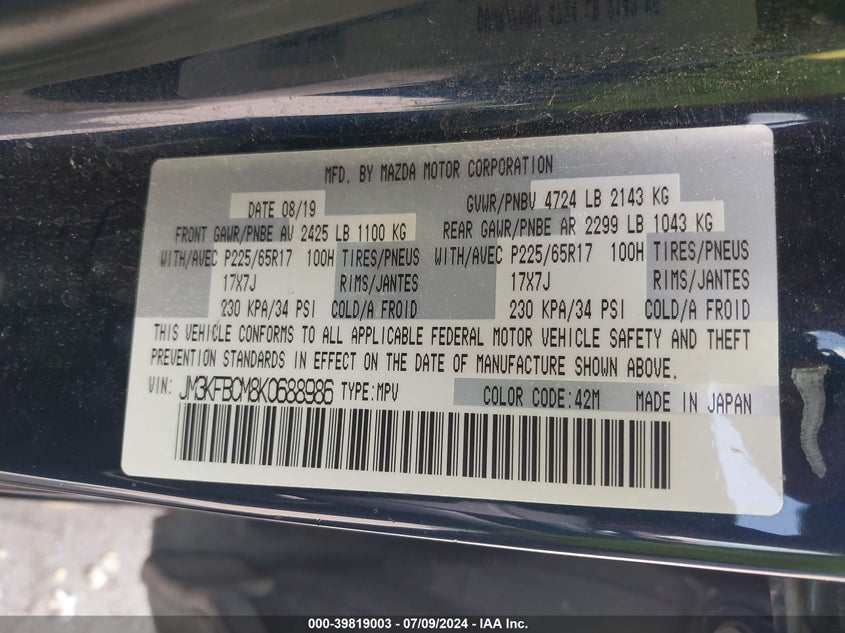 MFD. BY MAZDA MOTOR CORPORATION
DATE 08/19 GVWR/PNBV 4724 LB 2143 KG
FRONT GAWR/PNBE AV 2425 LB 1100 KG REAR GAWR/PNBE AR 2299 LB 1043 KG
WITH/AVEC P225/65R17 100H TIRES/PNEUS WITH/AVEC P225/65R17 100H TIRES/PNEUS
17X7J RIMS/JANTES 17X7J RIMS/JANTES
230 KPA/34 PSI COLD/A FROID 230 KPA/34 PSI COLD/A FROID
THIS VEHICLE CONFORMS TO ALL APPLICABLE FEDERAL MOTOR VEHICLE SAFETY AND THEFT
PREVENTION STANDARDS IN EFFECT ON THE DATE OF MANUFACTURE SHOWN ABOVE.
VIN: JM3KFBCM8K0688986 TYPE:MPV COLOR CODE:42M MADE IN JAPAN
000-39819003 - 07/09/2024 - IAA Inc.